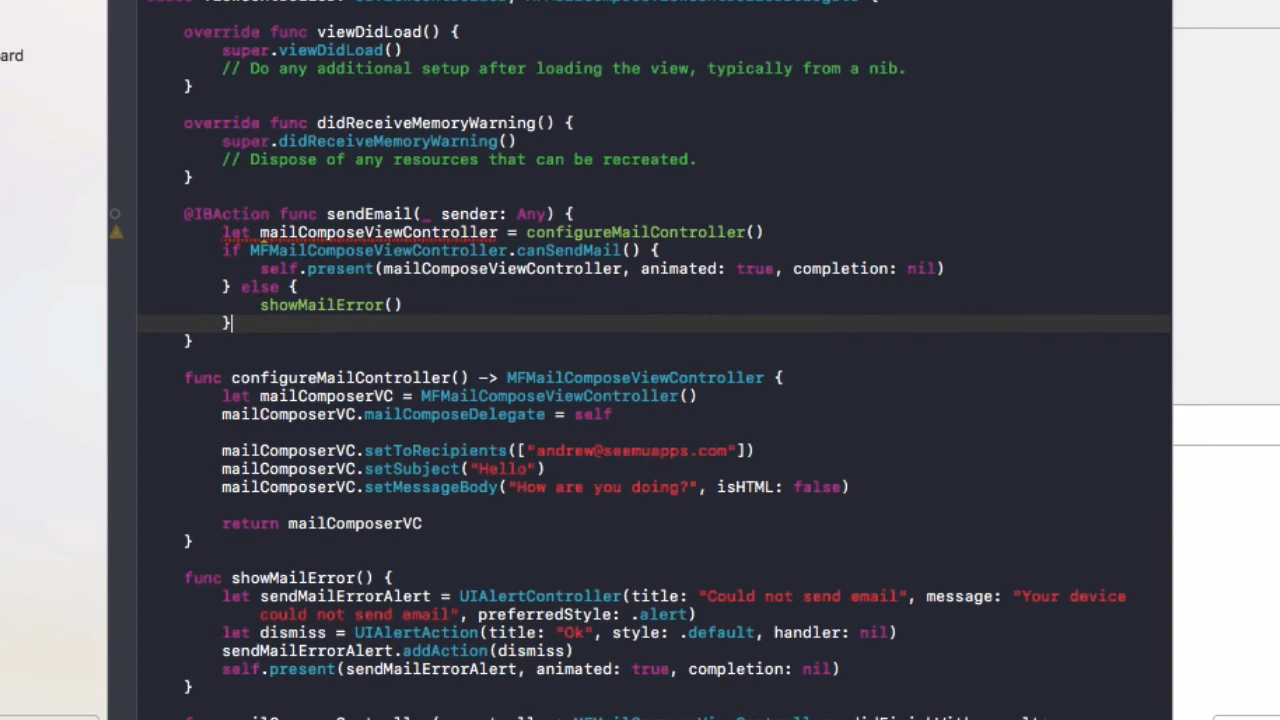 ard
override func viewDidLoad() {
super.viewDidLoad()
// Do any additional setup after loading the view, typically from a nib.
}
override func didReceiveMemoryWarning() {
super.didReceiveMemoryWarning()
// Dispose of any resources that can be recreated.
}
@IBAction func sendEmail(_ sender: Any) {
let mailComposeViewController = configureMailController()
if MFMailComposeViewController.canSendMail() {
self.present(mailComposeViewController, animated: true, completion: nil)
} else {
showMailError()
}
}
func configureMailController() -> MFMailComposeViewController {
let mailComposerVC = MFMailComposeViewController()
mailComposerVC.mailComposeDelegate = self
mailComposerVC.setToRecipients(["andrew@seemuapps.com"])
mailComposerVC.setSubject("Hello")
mailComposerVC.setMessageBody("How are you doing?", isHTML: false)
return mailComposerVC
}
func showMailError() {
let sendMailErrorAlert = UIAlertController(title: "Could not send email", message: "Your device
could not send email", preferredStyle: .alert)
let dismiss = UIAlertAction(title: "Ok", style: .default, handler: nil)
sendMailErrorAlert.addAction(dismiss)
self.present(sendMailErrorAlert, animated: true, completion: nil)
}